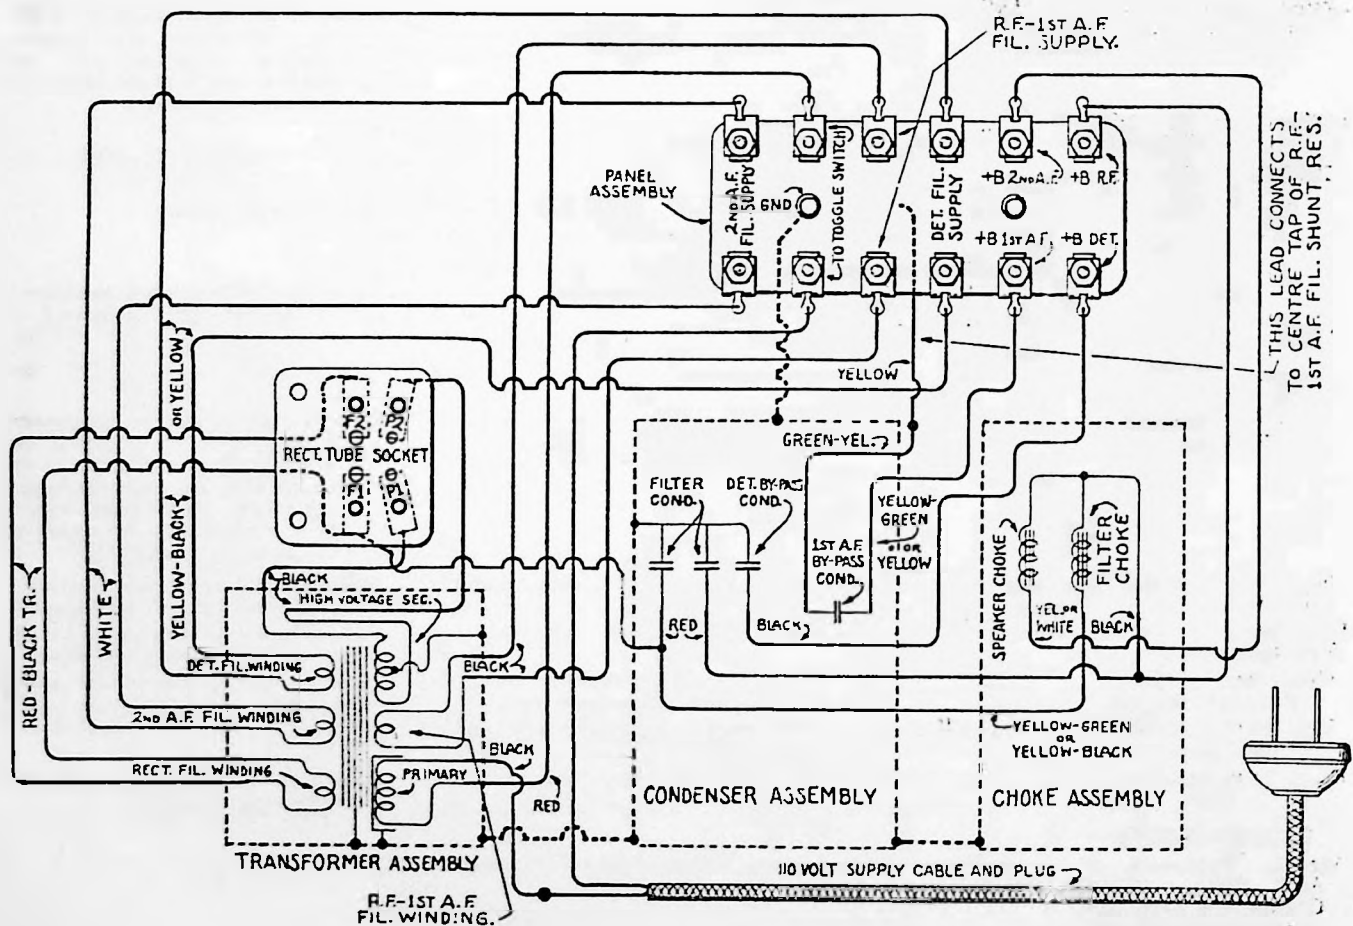 R.F.-1ST A.F.
FIL. SUPPLY.
PANEL
ASSEMBLY
2ND A.F.
FIL. SUPPLY
GND
TO TOGGLE SWITCH
DET. FIL.
SUPPLY
+B 2ND A.F.
+B R.F.
+B 1ST A.F.
+B DET.
THIS LEAD CONNECTS
TO CENTRE TAP OF R.F.-
1ST A.F. FIL. SHUNT RES.
OR YELLOW
YELLOW
F2
P2
RECT. TUBE SOCKET
F1
P1
GREEN-YEL.
FILTER
COND.
DET. BY-PASS
COND.
YELLOW-
GREEN
OR
YELLOW
1ST A.F.
BY-PASS
COND.
SPEAKER CHOKE
FILTER
CHOKE
RED-BLACK TR.
WHITE
YELLOW-BLACK
BLACK
HIGH VOLTAGE SEC.
RED
BLACK
YEL. OR
WHITE
BLACK
DET. FIL. WINDING
BLACK
2ND A.F. FIL. WINDING
YELLOW-GREEN
OR
YELLOW-BLACK
BLACK
RECT. FIL. WINDING
PRIMARY
RED
CONDENSER ASSEMBLY
CHOKE ASSEMBLY
TRANSFORMER ASSEMBLY
110 VOLT SUPPLY CABLE AND PLUG
R.F.-1ST A.F.
FIL. WINDING.